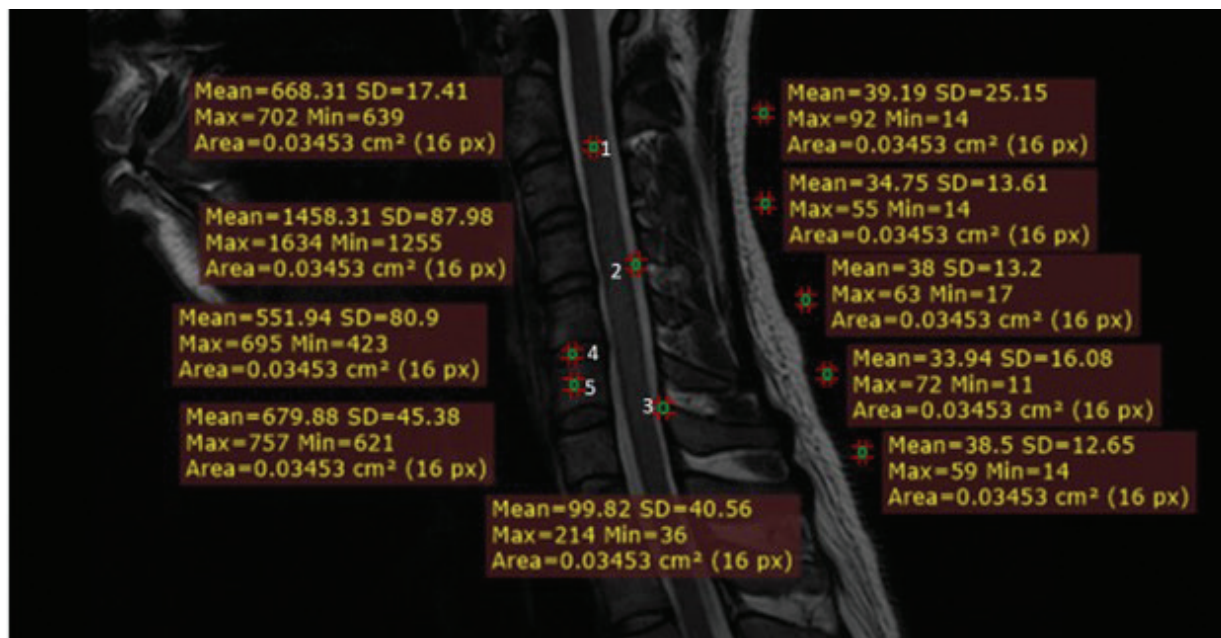 Mean=668.31 SD=17.41
Max=702 Min=639
Area=0.03453 cm² (16 px)
Mean=1458.31 SD=87.98
Max=1634 Min=1255
Area=0.03453 cm² (16 px)
Mean=551.94 SD=80.9
Max=695 Min=423
Area=0.03453 cm² (16 px)
Mean=679.88 SD=45.38
Max=757 Min=621
Area=0.03453 cm² (16 px)
Mean=99.82 SD=40.56
Max=214 Min=36
Area=0.03453 cm² (16 px)
1
2
4
5
3
Mean=39.19 SD=25.15
Max=92 Min=14
Area=0.03453 cm² (16 px)
Mean=34.75 SD=13.61
Max=55 Min=14
Area=0.03453 cm² (16 px)
Mean=38 SD=13.2
Max=63 Min=17
Area=0.03453 cm² (16 px)
Mean=33.94 SD=16.08
Max=72 Min=11
Area=0.03453 cm² (16 px)
Mean=38.5 SD=12.65
Max=59 Min=14
Area=0.03453 cm² (16 px)